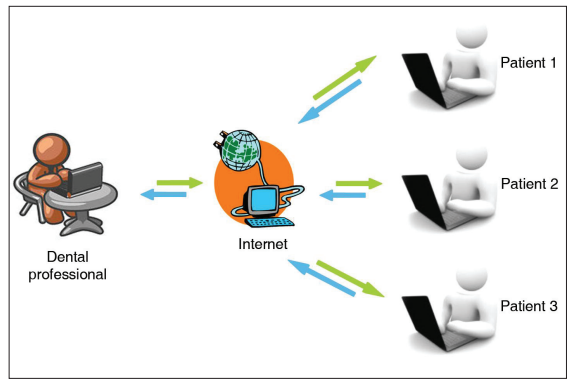 Patient 1
Patient 2
Internet
Dental
professional
Patient 3